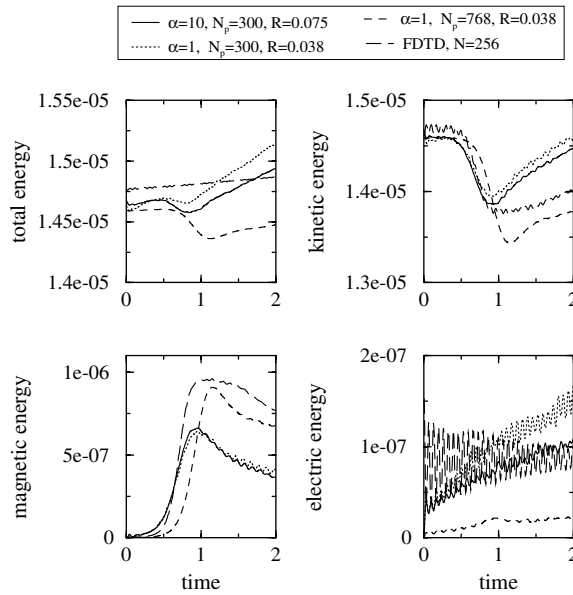 α=10, Nₚ=300, R=0.075
α=1, Nₚ=768, R=0.038
α=1, Nₚ=300, R=0.038
FDTD, N=256
total energy
1.55e-05
1.5e-05
1.45e-05
1.4e-05
0 1 2
kinetic energy
1.5e-05
1.4e-05
1.3e-05
0 1 2
magnetic energy
1e-06
5e-07
0
0 1 2
time
electric energy
2e-07
1e-07
0
0 1 2
time